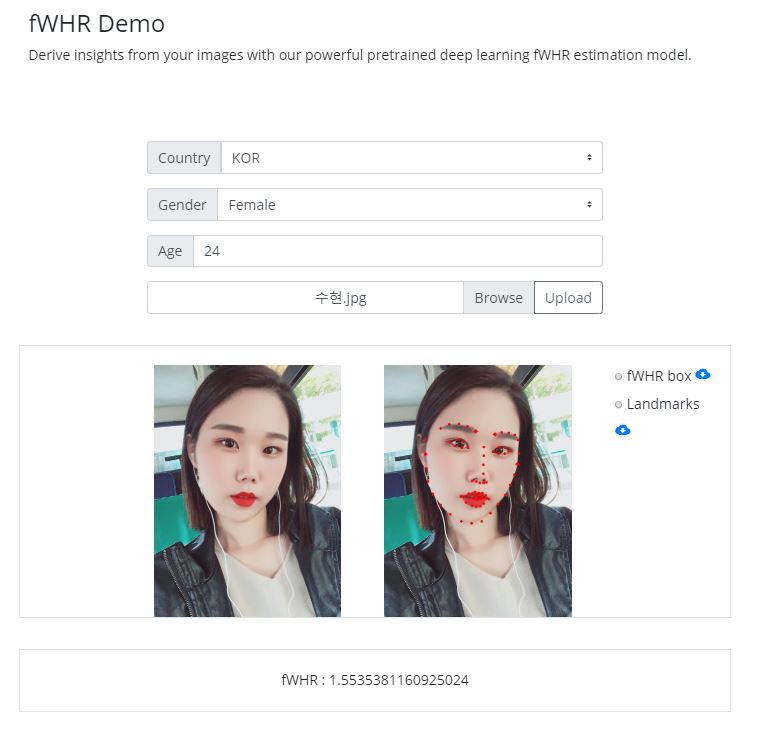 fWHR Demo
Derive insights from your images with our powerful pretrained deep learning fWHR estimation model.
Country KOR
Gender Female
Age 24
수현.jpg Browse Upload
fWHR box
Landmarks
fWHR : 1.5535381160925024